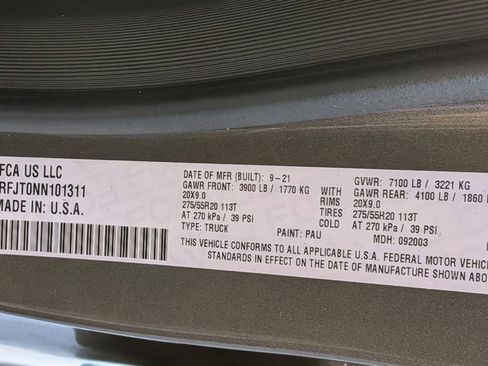 FCA US LLC
RFJT0NN101311
MADE IN: U.S.A.
DATE OF MFR (BUILT): 9-21 GVWR: 7100 LB / 3221 KG
GAWR FRONT: 3900 LB / 1770 KG WITH GAWR REAR: 4100 LB / 1860
20X9.0 RIMS 20X9.0
275/55R20 113T TIRES 275/55R20 113T
AT 270 kPa / 39 PSI COLD AT 270 kPa / 39 PSI
TYPE: TRUCK PAINT: PAU MDH: 092003
THIS VEHICLE CONFORMS TO ALL APPLICABLE U.S.A. FEDERAL MOTOR VEHICLE
STANDARDS IN EFFECT ON THE DATE OF MANUFACTURE SHOWN ABOV